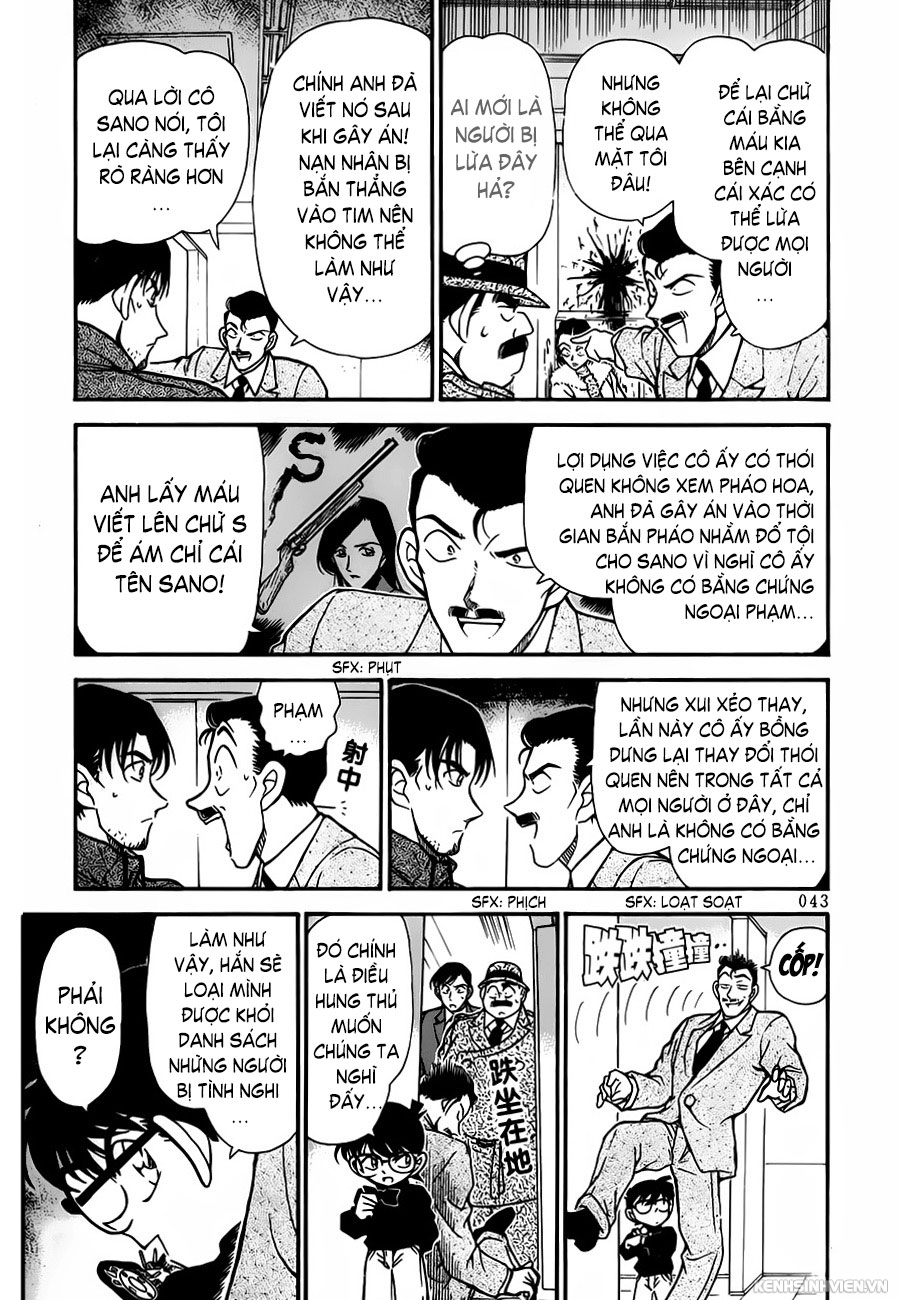 ĐỂ LẠI CHỮ
CÁI BẰNG
MÁU KIA
BÊN CẠNH
CÁI XÁC CÓ
THỂ LỪA
ĐƯỢC MỌI
NGƯỜI
...
NHƯNG
KHÔNG
THỂ QUA
MẶT TÔI
ĐÂU!
AI MỚI LÀ
NGƯỜI BỊ
LỪA ĐÂY
HẢ?
CHÍNH ANH ĐÃ
VIẾT NÓ SAU
KHI GÂY ÁN!
NẠN NHÂN BỊ
BẮN THẲNG
VÀO TIM NÊN
KHÔNG THỂ
LÀM NHƯ
VẬY...
QUA LỜI CÔ
SANO NÓI, TÔI
LẠI CÀNG THẤY
RÕ RÀNG HƠN
...
LỢI DỤNG VIỆC CÔ ẤY CÓ THÓI
QUEN KHÔNG XEM PHÁO HOA,
ANH ĐÃ GÂY ÁN VÀO THỜI
GIAN BẮN PHÁO NHẰM ĐỔ TỘI
CHO SANO VÌ NGHĨ CÔ ẤY
KHÔNG CÓ BẰNG CHỨNG
NGOẠI PHẠM...
S
ANH LẤY MÁU
VIẾT LÊN CHỮ S
ĐỂ ÁM CHỈ CÁI
TÊN SANO!
SFX: PHỤT
NHƯNG XUI XẺO THAY,
LẦN NÀY CÔ ẤY BỖNG
DƯNG LẠI THAY ĐỔI THÓI
QUEN NÊN TRONG TẤT CẢ
MỌI NGƯỜI Ở ĐÂY, CHỈ
ANH LÀ KHÔNG CÓ BẰNG
CHỨNG NGOẠI...
PHẠM
...
射中
SFX: PHỊCH
SFX: LOẠT SOẠT
043
CỐP!
跌跌童童..
跌坐在地
ĐÓ CHÍNH
LÀ ĐIỀU
HUNG THỦ
MUỐN
CHÚNG TA
NGHĨ
ĐẤY...
LÀM NHƯ
VẬY, HẮN SẼ
LOẠI MÌNH
ĐƯỢC KHỎI
DANH SÁCH
NHỮNG NGƯỜI
BỊ TÌNH NGHI
...
PHẢI
KHÔNG
?
KENHSINHVIEN.VN